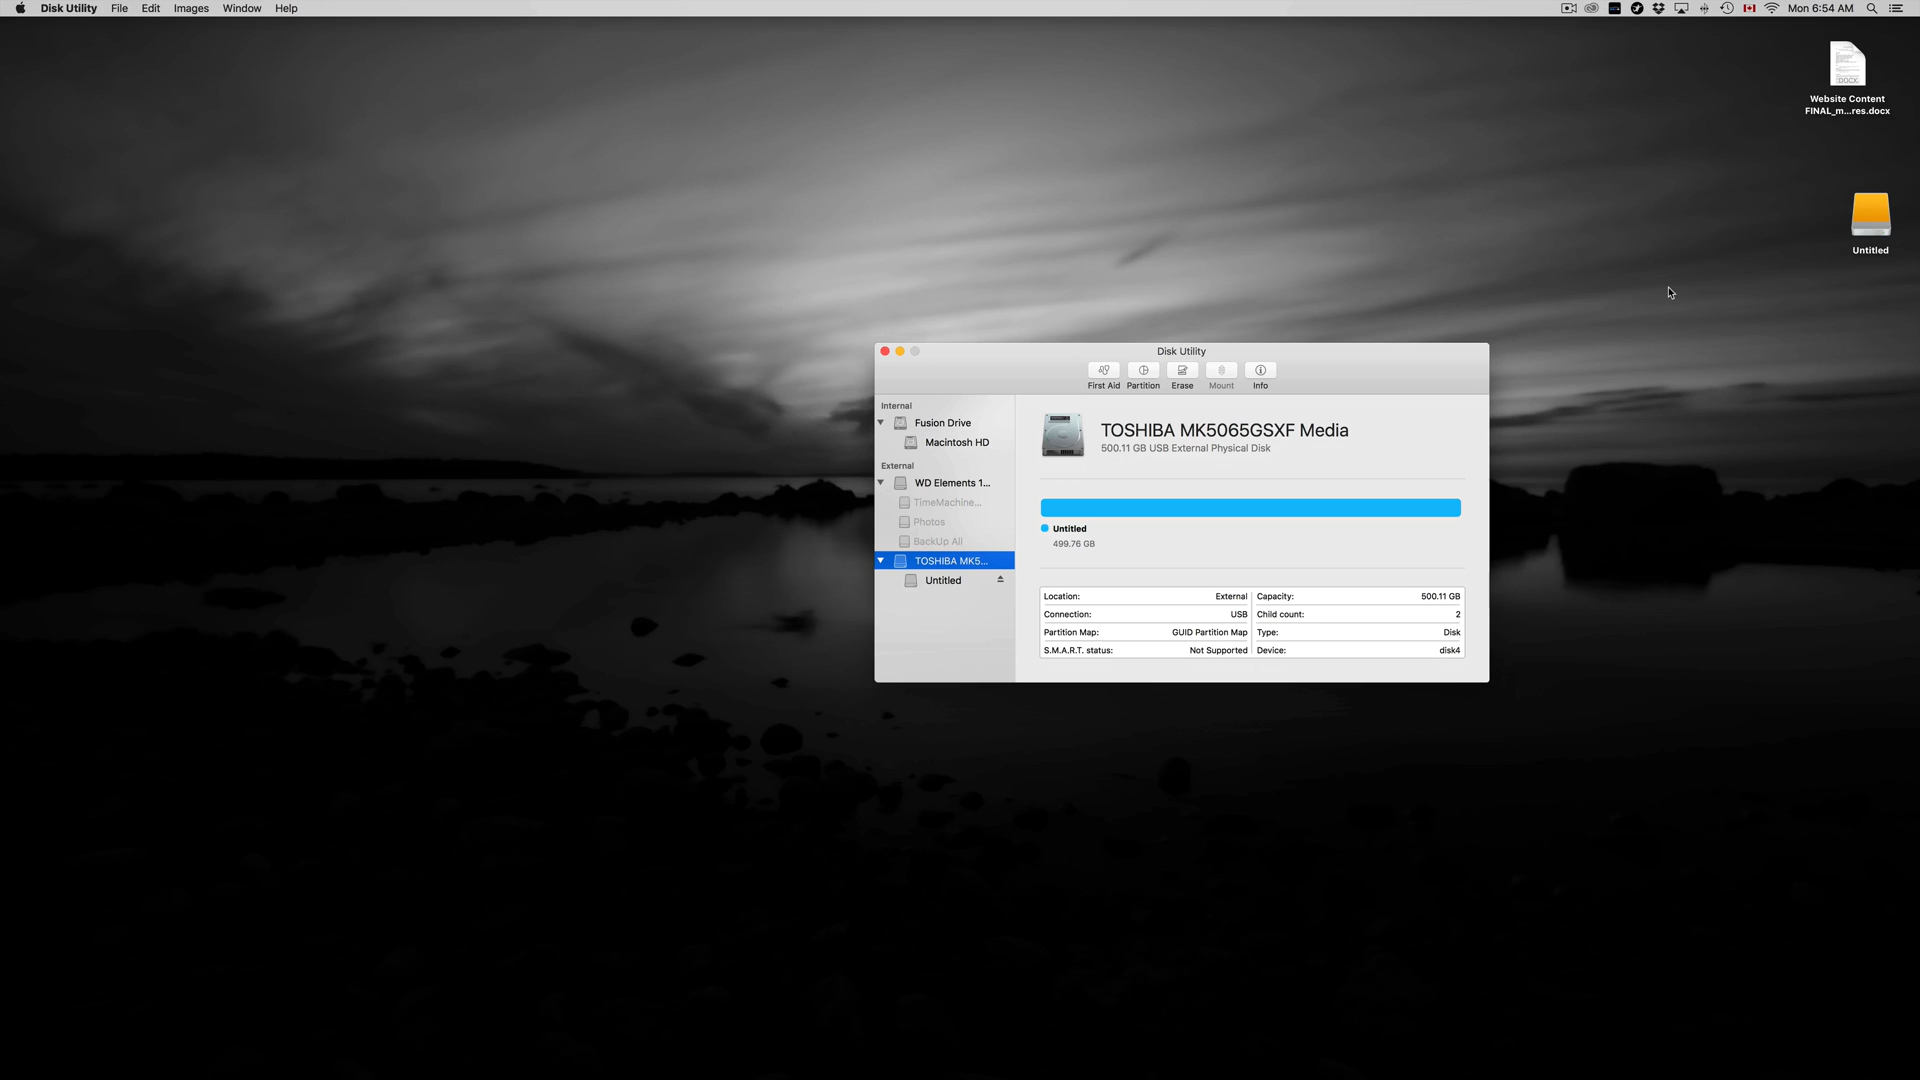 Disk Utility File Edit Images Window Help
Mon 6:54 AM
DOCX
Website Content
FINAL_m...res.docx
Untitled
Disk Utility
First Aid Partition Erase Mount Info
Internal
Fusion Drive
Macintosh HD
External
WD Elements 1...
TimeMachine...
Photos
BackUp All
TOSHIBA MK5...
Untitled
TOSHIBA MK5065GSXF Media
500.11 GB USB External Physical Disk
Untitled
499.76 GB
Location: External Capacity: 500.11 GB
Connection: USB Child count: 2
Partition Map: GUID Partition Map Type: Disk
S.M.A.R.T. status: Not Supported Device: disk4